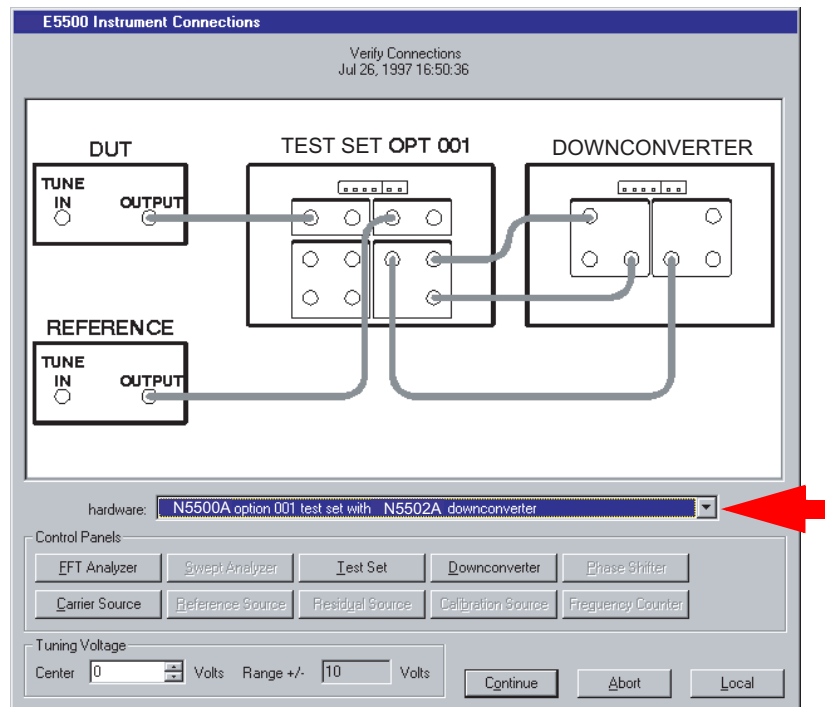 E5500 Instrument Connections
Verify Connections
Jul 26, 1997 16:50:36
DUT
TEST SET OPT 001
DOWNCONVERTER
TUNE
IN
OUTPUT
REFERENCE
TUNE
IN
OUTPUT
hardware: N5500A option 001 test set with N5502A downconverter
Control Panels
FFT Analyzer Swept Analyzer Test Set Downconverter Phase Shifter
Carrier Source Reference Source Residual Source Calibration Source Frequency Counter
Tuning Voltage
Center 0 Volts Range +/- 10 Volts
Continue Abort Local